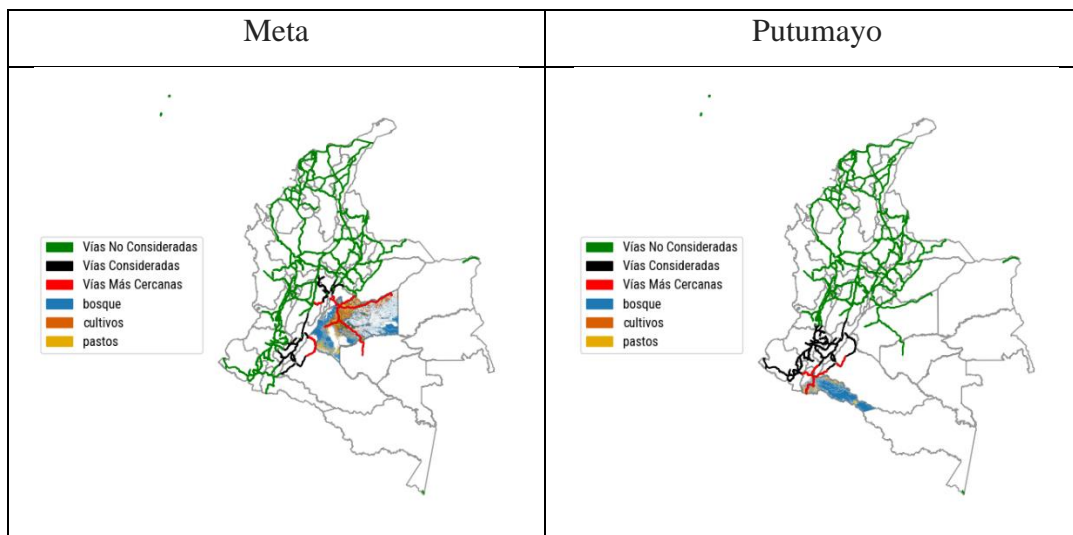 Meta
Putumayo
Vías No Consideradas
Vías Consideradas
Vías Más Cercanas
bosque
cultivos
pastos
Vías No Consideradas
Vías Consideradas
Vías Más Cercanas
bosque
cultivos
pastos